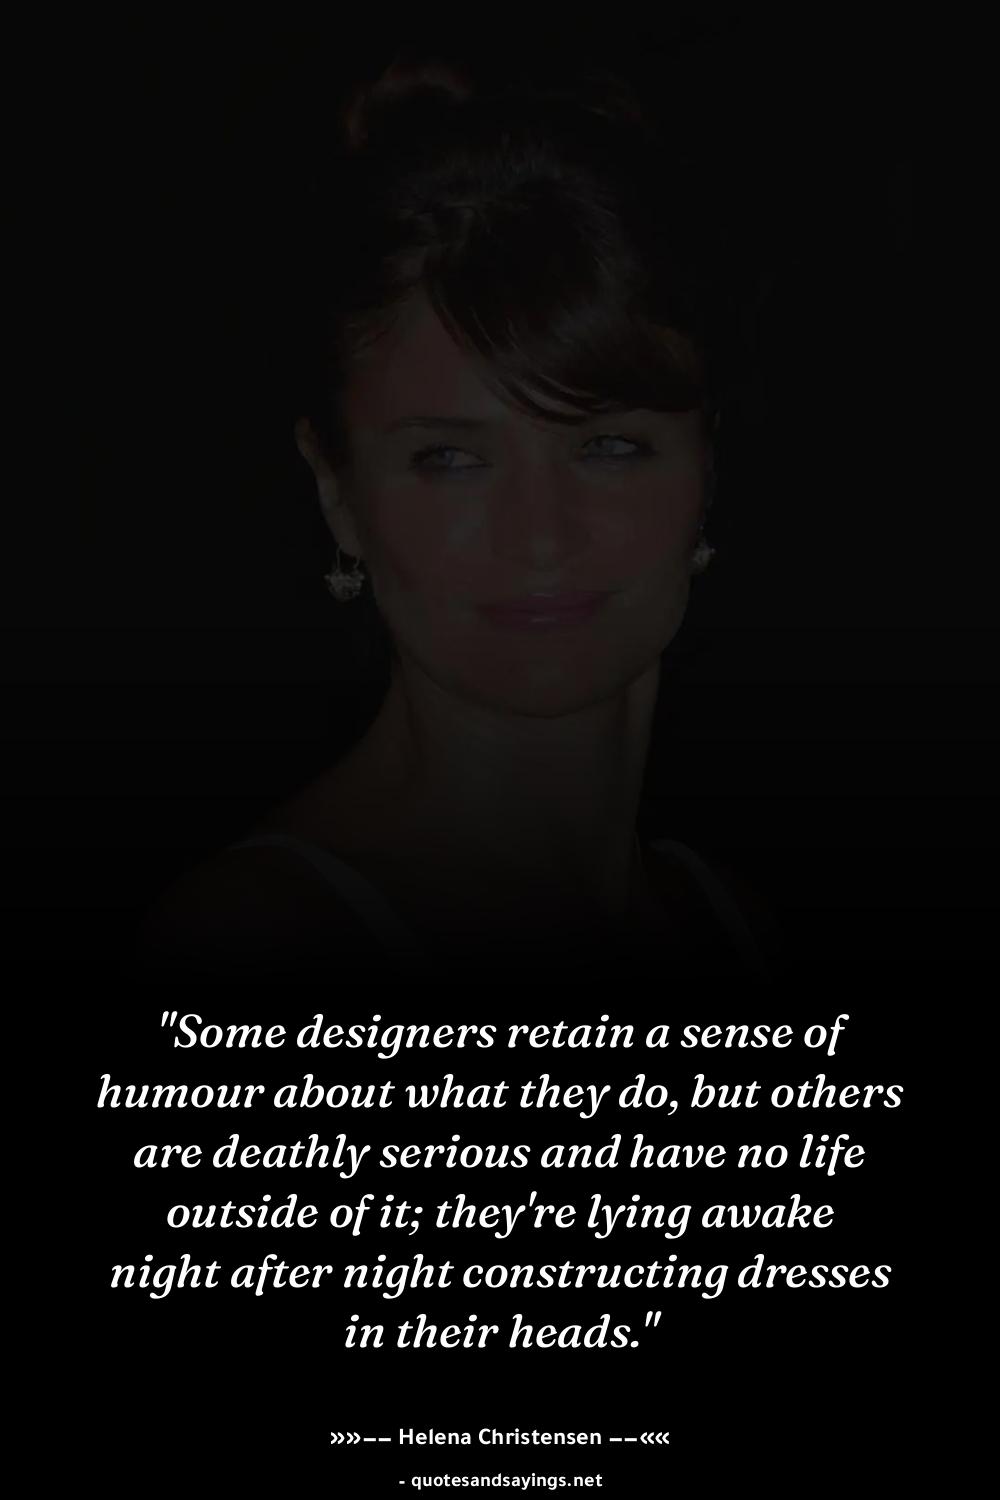 "Some designers retain a sense of
humour about what they do, but others
are deathly serious and have no life
outside of it; they're lying awake
night after night constructing dresses
in their heads."
»»−− Helena Christensen −−««
- quotesandsayings.net